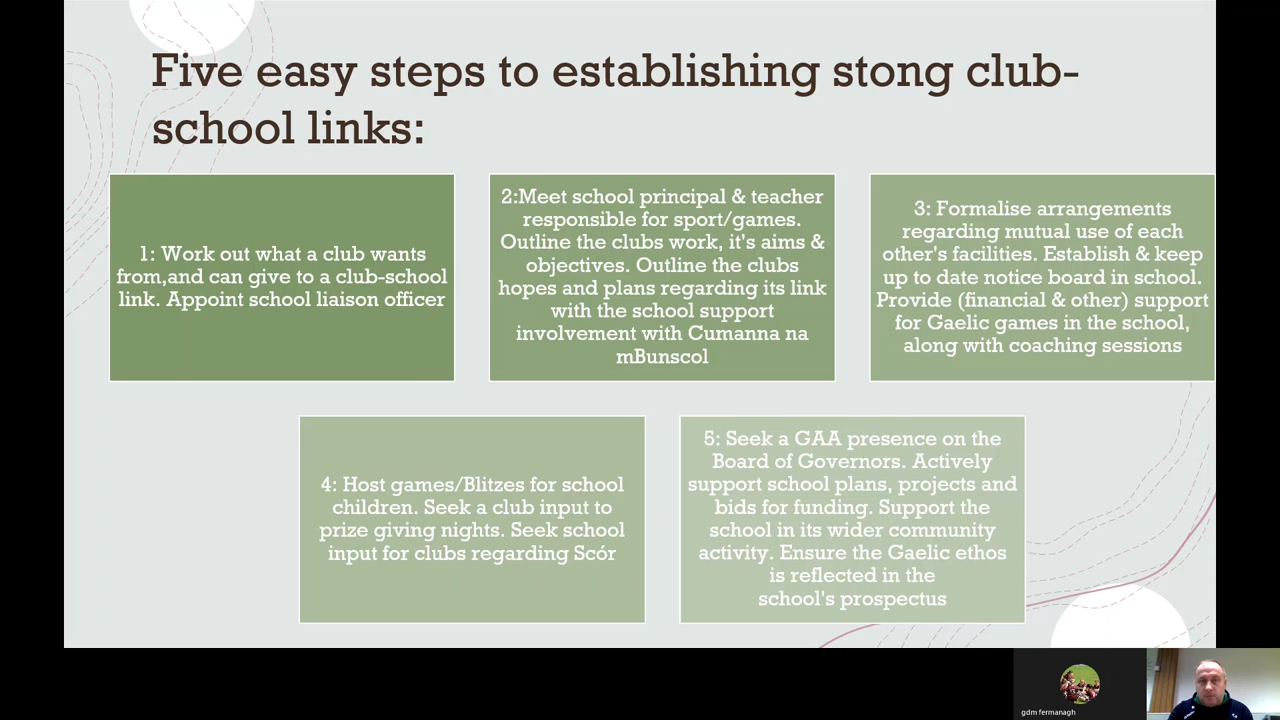 Five easy steps to establishing stong club-
school links:
1: Work out what a club wants
from,and can give to a club-school
link. Appoint school liaison officer
2:Meet school principal & teacher
responsible for sport/games.
Outline the clubs work, it's aims &
objectives. Outline the clubs
hopes and plans regarding its link
with the school support
involvement with Cumanna na
mBunscol
3: Formalise arrangements
regarding mutual use of each
other's facilities. Establish & keep
up to date notice board in school.
Provide (financial & other) support
for Gaelic games in the school,
along with coaching sessions
4: Host games/Blitzes for school
children. Seek a club input to
prize giving nights. Seek school
input for clubs regarding Scór
5: Seek a GAA presence on the
Board of Governors. Actively
support school plans, projects and
bids for funding. Support the
school in its wider community
activity. Ensure the Gaelic ethos
is reflected in the
school's prospectus
gdm fermanagh